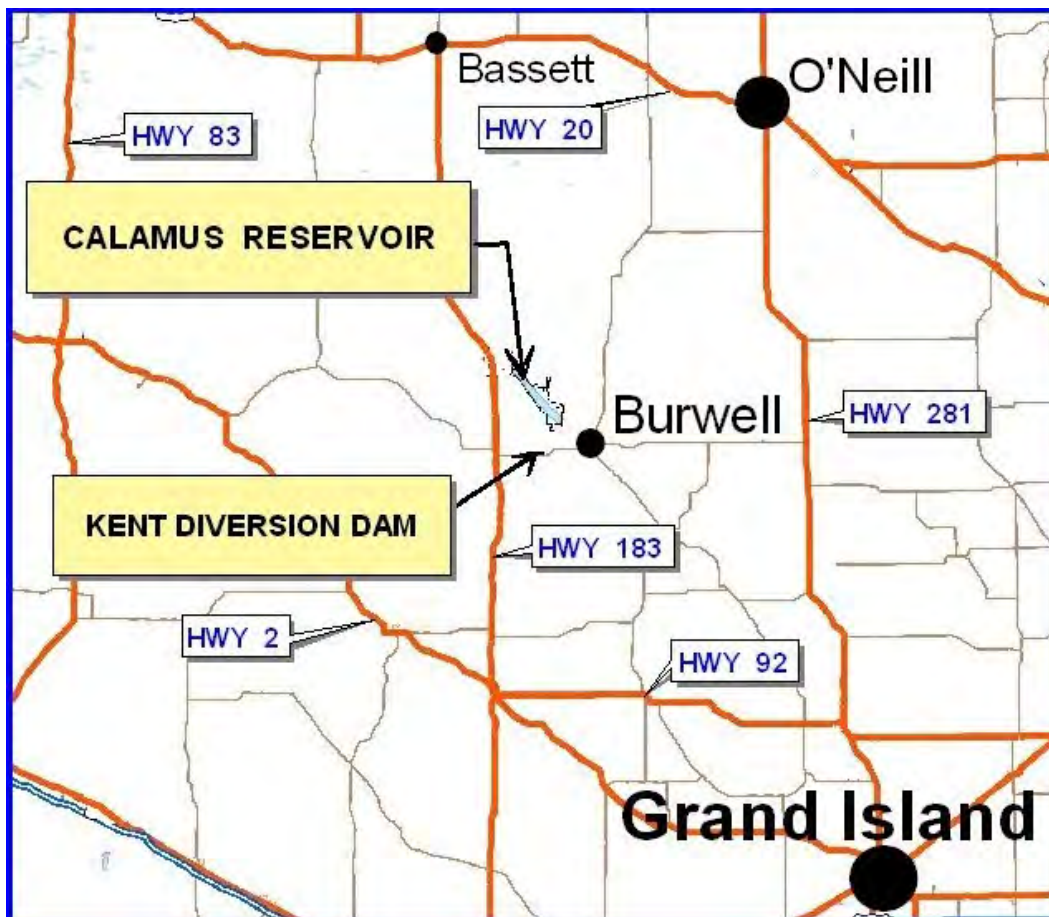 Bassett
O'Neill
HWY 83
HWY 20
CALAMUS RESERVOIR
Burwell
HWY 281
KENT DIVERSION DAM
HWY 183
HWY 2
HWY 92
Grand Island